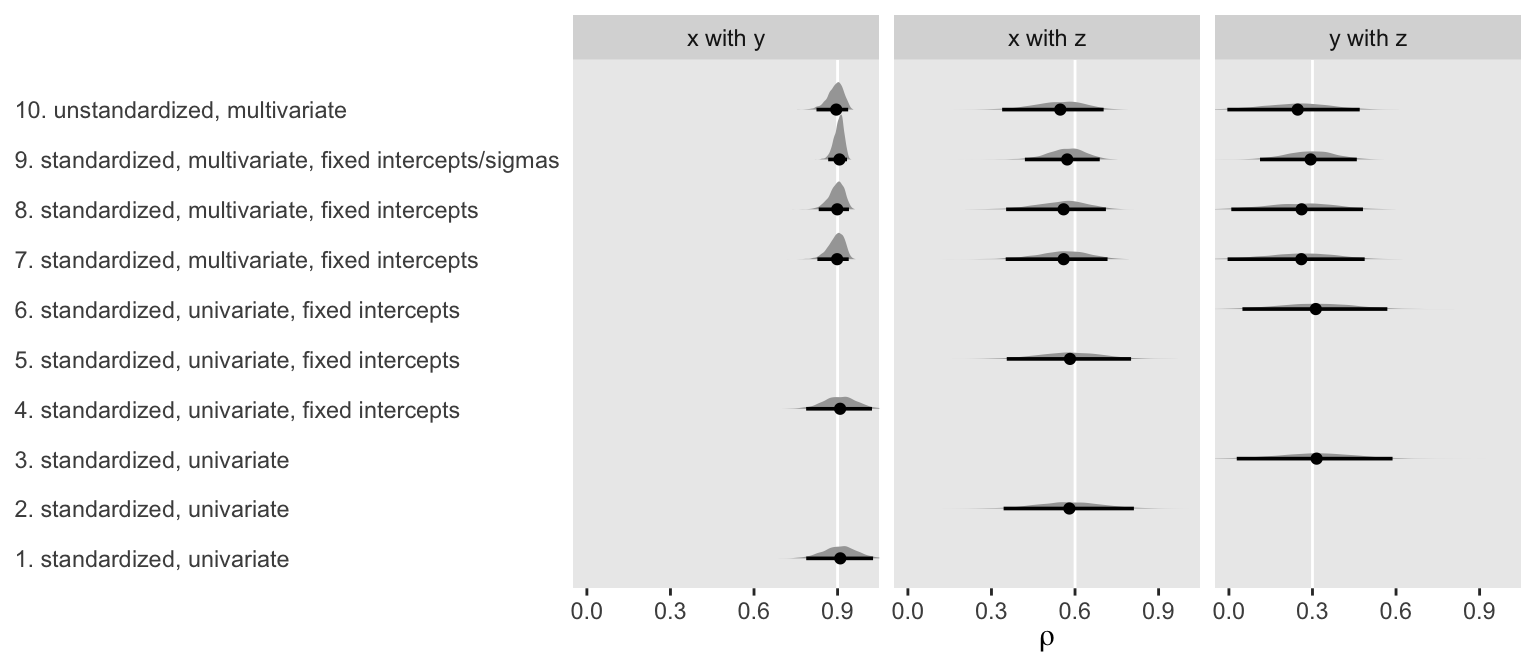 x with y
x with z
y with z
10. unstandardized, multivariate
9. standardized, multivariate, fixed intercepts/sigmas
8. standardized, multivariate, fixed intercepts
7. standardized, multivariate, fixed intercepts
6. standardized, univariate, fixed intercepts
5. standardized, univariate, fixed intercepts
4. standardized, univariate, fixed intercepts
3. standardized, univariate
2. standardized, univariate
1. standardized, univariate
0.0 0.3 0.6 0.9
0.0 0.3 0.6 0.9
0.0 0.3 0.6 0.9
ρ